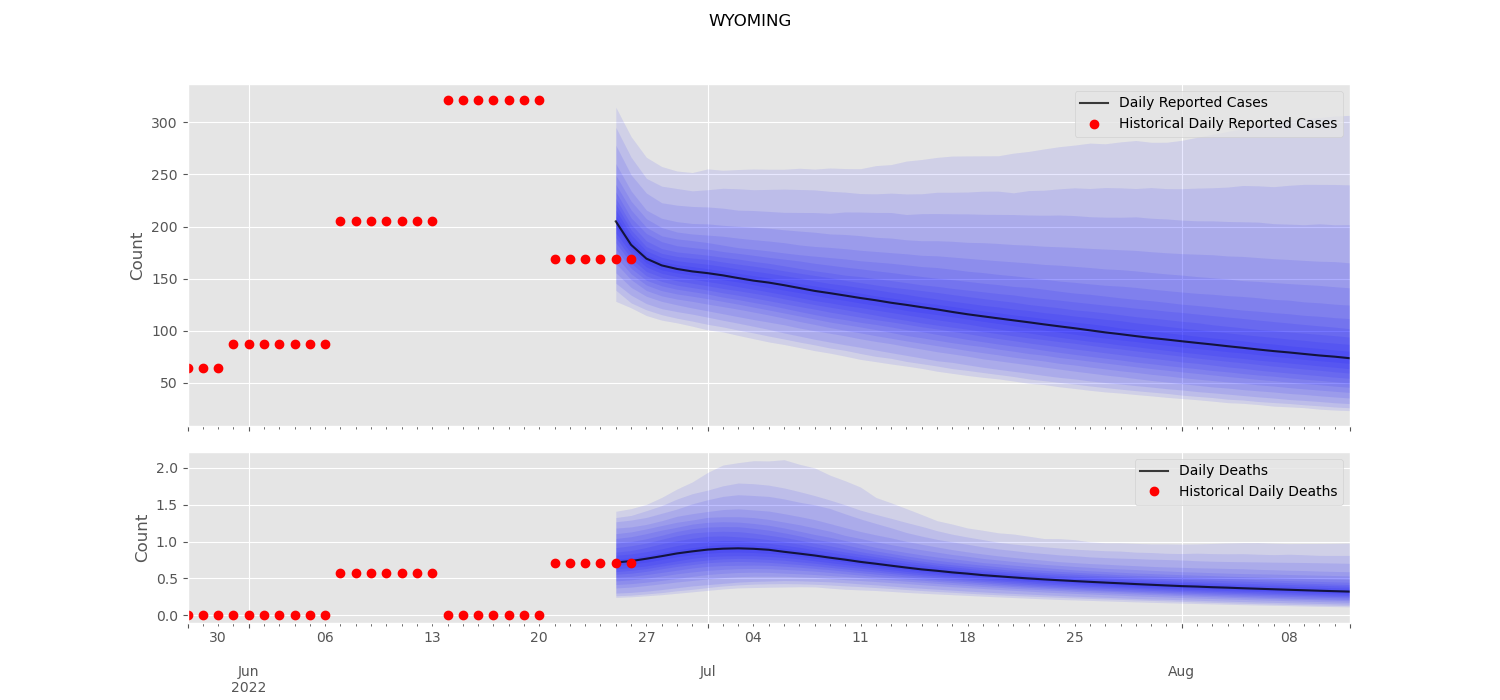 WYOMING
Count
300
250
200
150
100
50
Daily Reported Cases
Historical Daily Reported Cases
Count
2.0
1.5
1.0
0.5
0.0
Daily Deaths
Historical Daily Deaths
30 06 13 20 27 04 11 18 25 08
Jun Jul Aug
2022